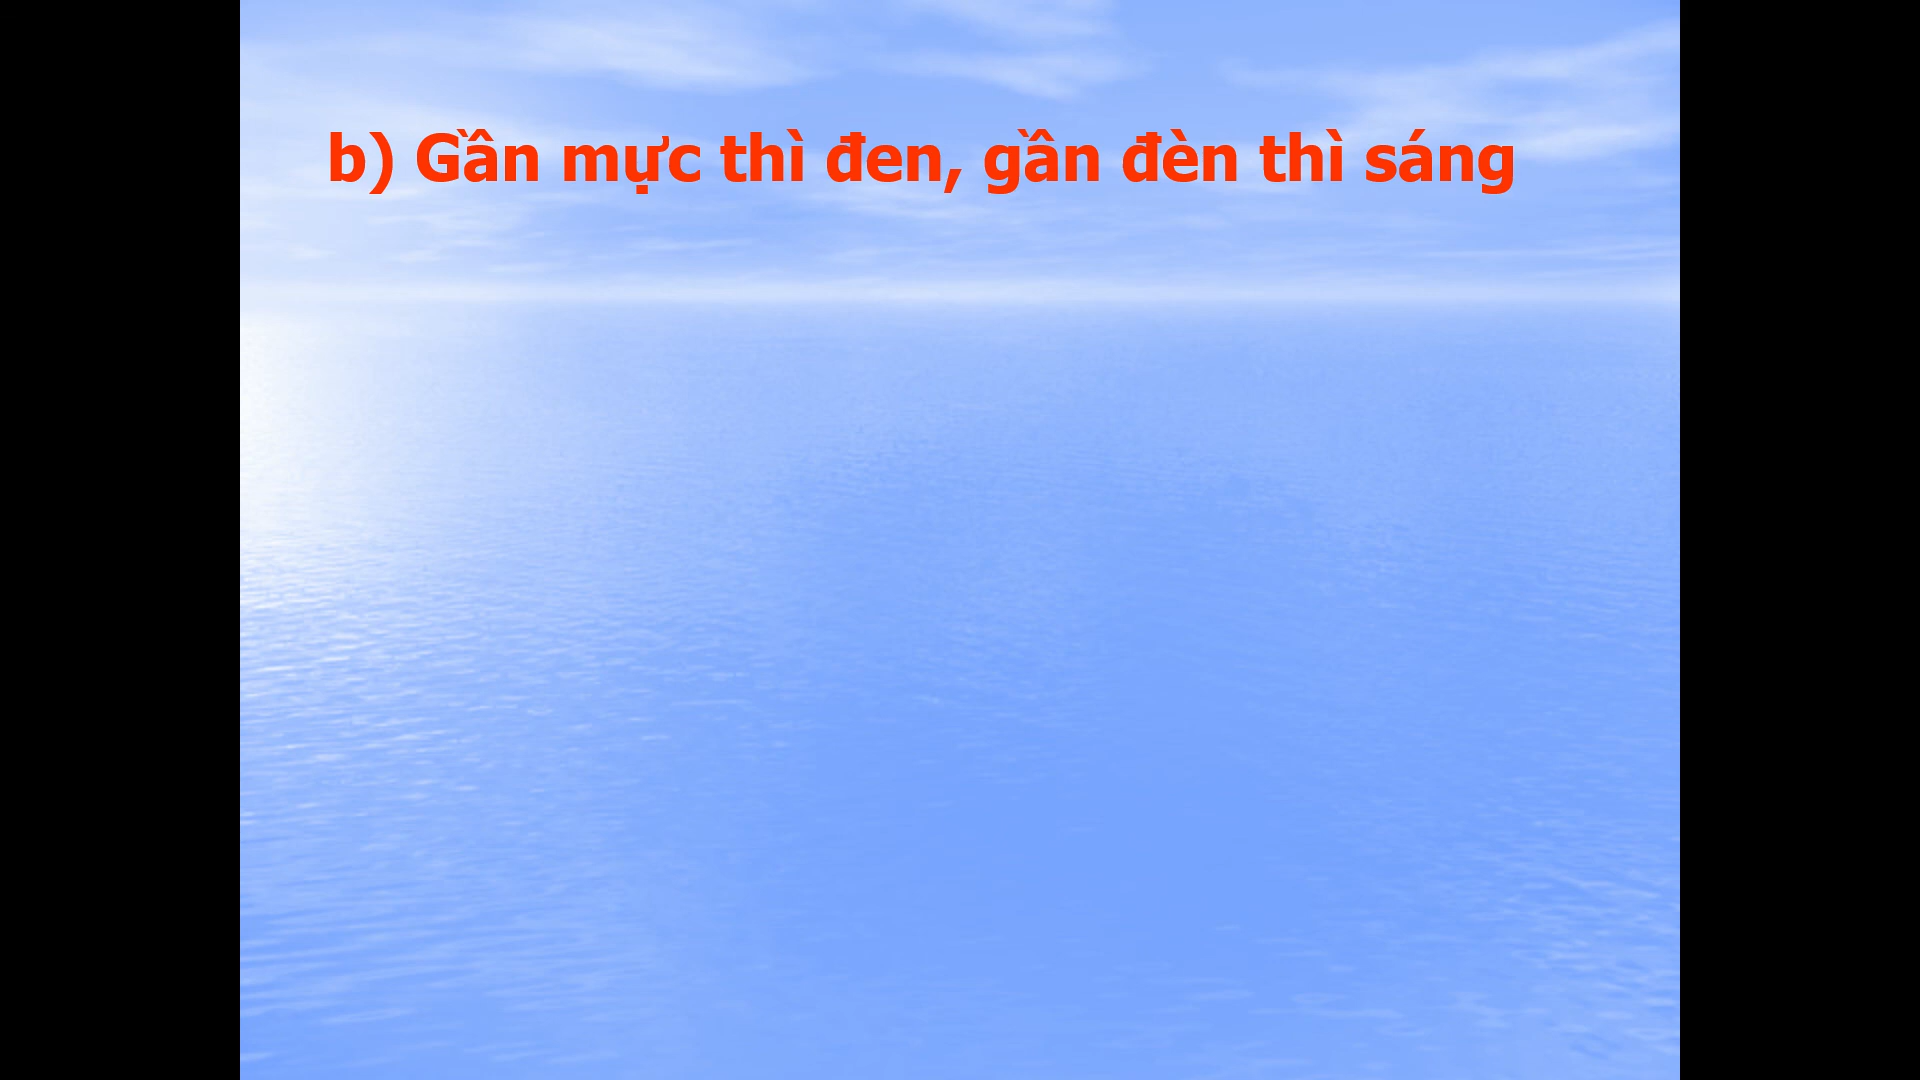 b) Gần mực thì đen, gần đèn thì sáng